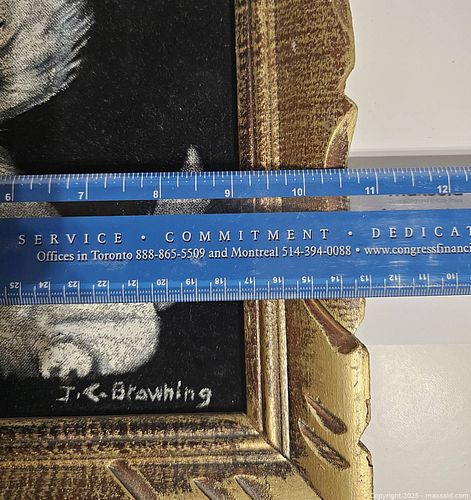 6 7 8 9 10 11 12
SERVICE • COMMITMENT • DEDICAT
Offices in Toronto 888-865-5509 and Montreal 514-394-0088 • www.congressfinanci
25 24 23 22 21 20 19 18 17 16 15 14 13 12 11 10
J.C. Browning
Copyright 2025 - maxsold.com